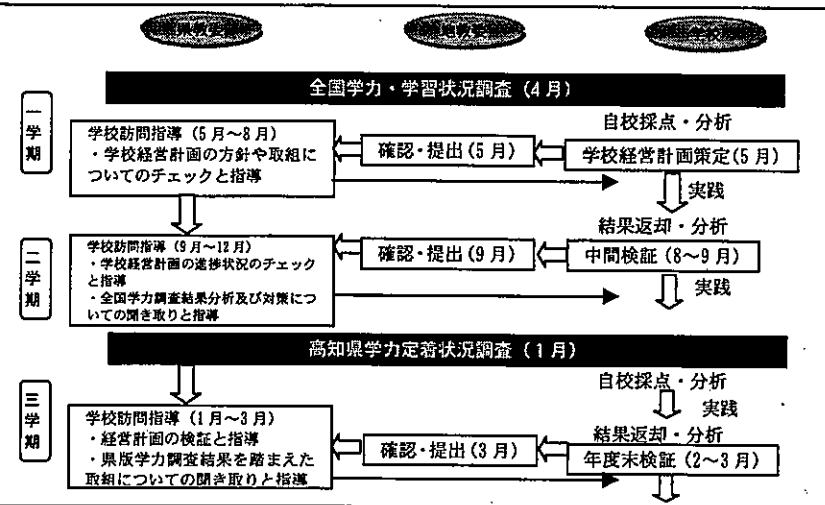 全国学力・学習状況調査（4月）
一学期
学校訪問指導（5月～8月）
・学校経営計画の方針や取組に
ついてのチェックと指導
確認・提出（5月）
自校採点・分析
学校経営計画策定（5月）
実践
二学期
学校訪問指導（9月～12月）
・学校経営計画の進捗状況のチェック
と指導
・全国学力調査結果分析及び対策につ
いての聞き取りと指導
確認・提出（9月）
結果返却・分析
中間検証（8～9月）
実践
高知県学力定着状況調査（1月）
三学期
学校訪問指導（1月～3月）
・経営計画の検証と指導
・県版学力調査結果を踏まえた
取組についての聞き取りと指導
確認・提出（3月）
自校採点・分析
実践
結果返却・分析
年度末検証（2～3月）